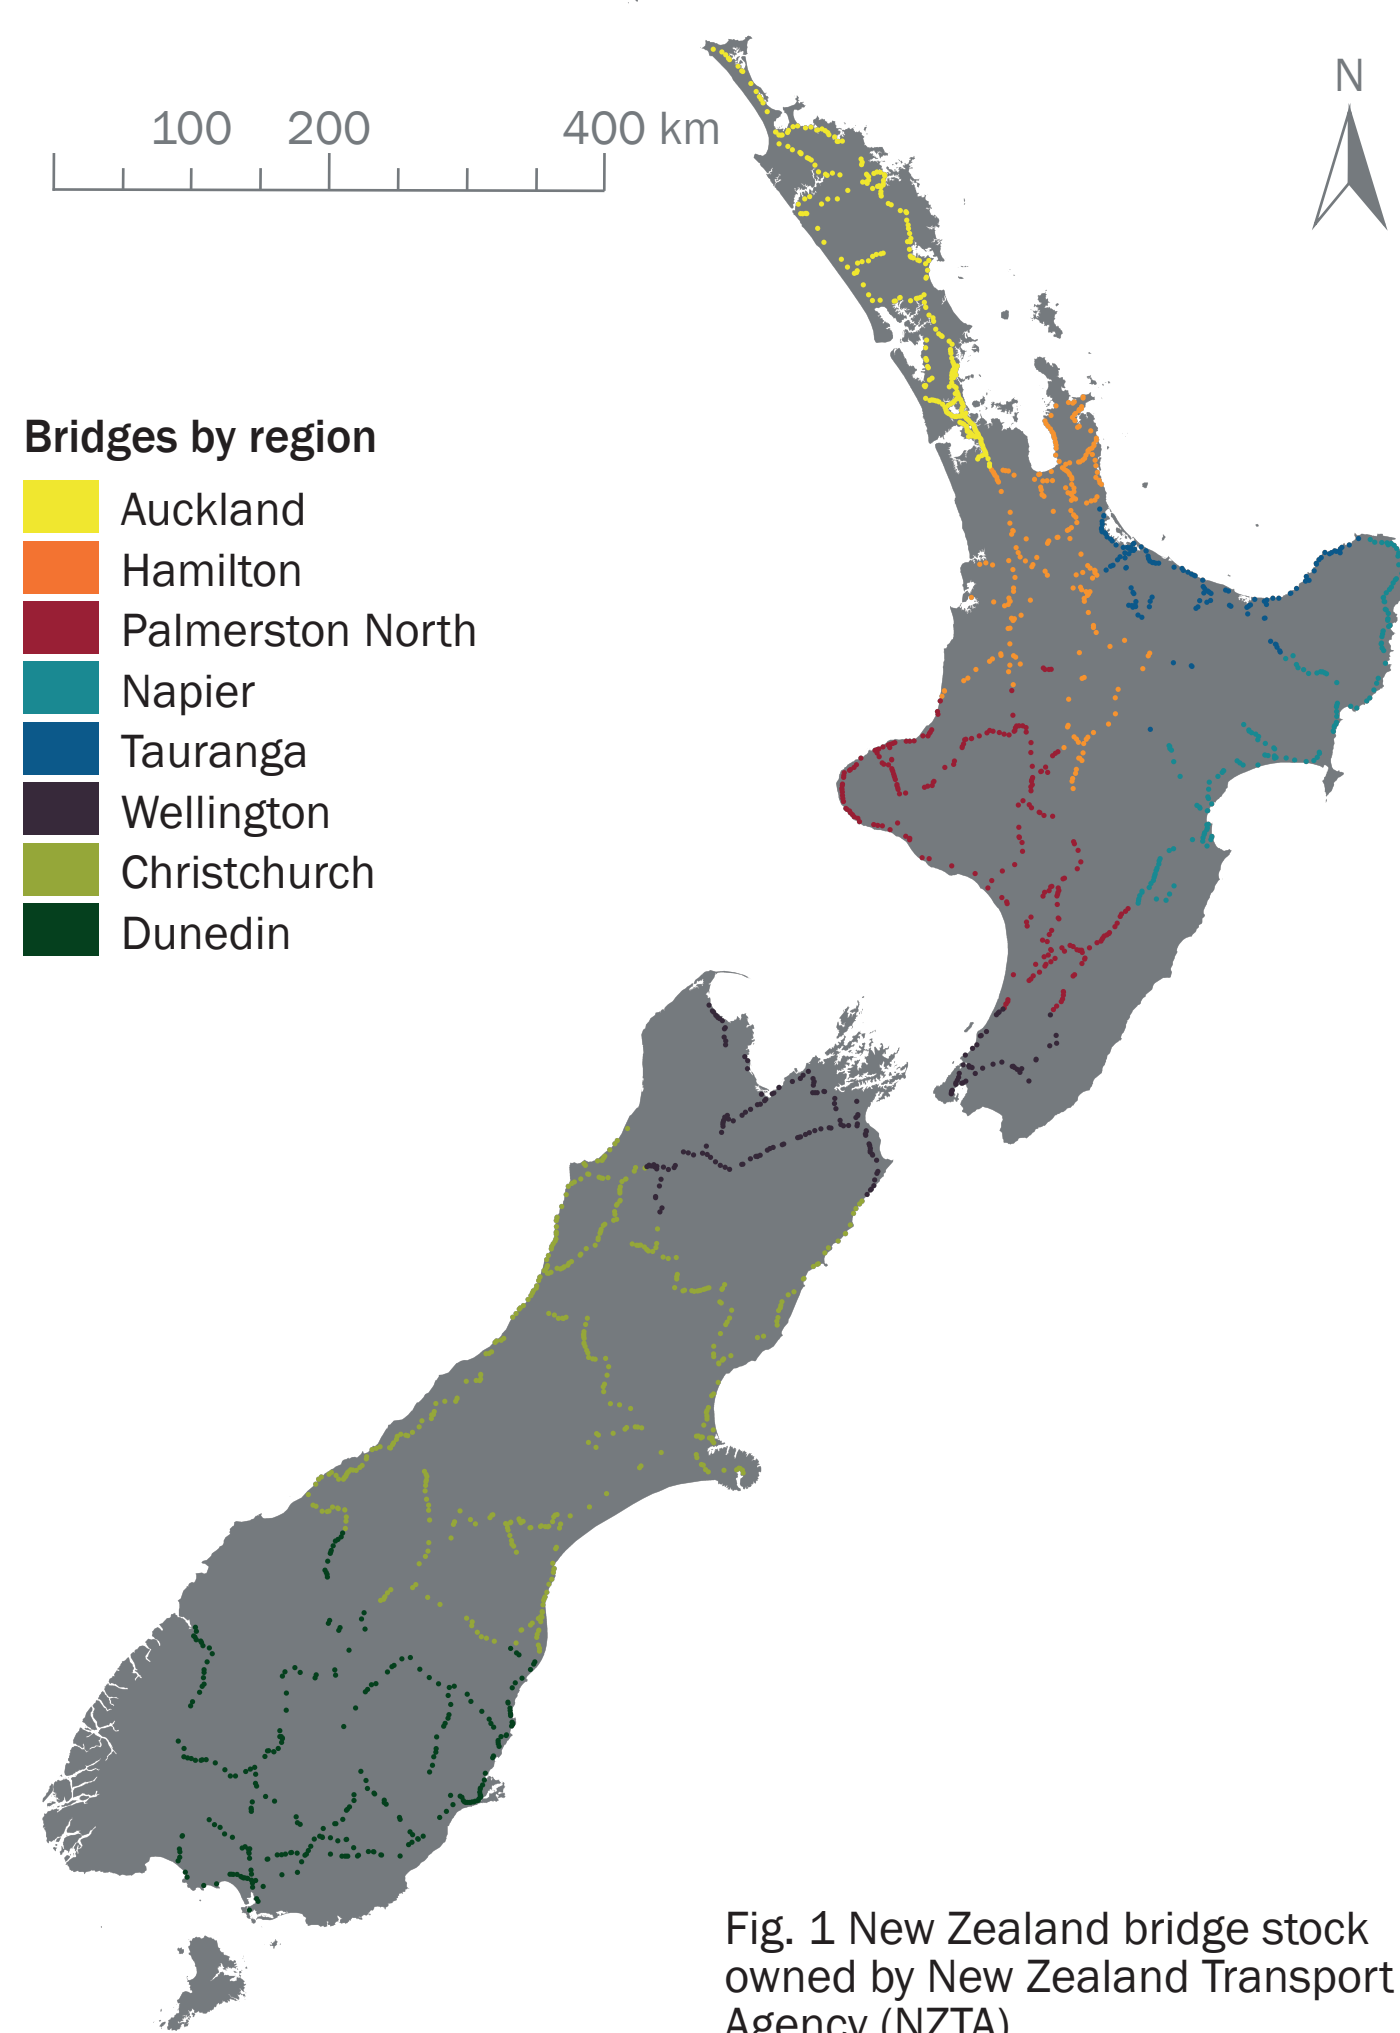 N
100 200 400 km
Bridges by region
Auckland
Hamilton
Palmerston North
Napier
Tauranga
Wellington
Christchurch
Dunedin
Fig. 1 New Zealand bridge stock
owned by New Zealand Transport
Agency (NZTA)